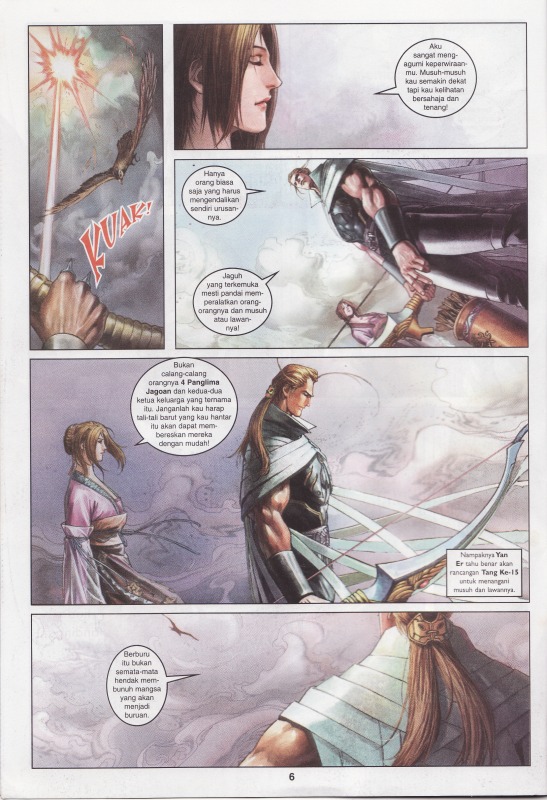 KUAK!
Aku
sangat meng-
agumi keperwiraan-
mu. Musuh-musuh
kau semakin dekat
tapi kau kelihatan
bersahaja dan
tenang!
Hanya
orang biasa
saja yang harus
mengendalikan
sendiri urusan-
nya.
Jaguh
yang terkemuka
mesti pandai mem-
peralatkan orang-
orangnya dan musuh
atau lawan-
nya!
Bukan
calang-calang
orangnya 4 Panglima
Jagoan dan kedua-dua
ketua keluarga yang ternama
itu. Janganlah kau harap
tali-tali barut yang kau hantar
itu akan dapat mem-
bereskan mereka
dengan mudah!
Nampaknya Yan
Er tahu benar akan
rancangan Tang Ke-15
untuk menangani
musuh dan lawannya.
Berburu
itu bukan
semata-mata
hendak mem-
bunuh mangsa
yang akan
menjadi
buruan.
6